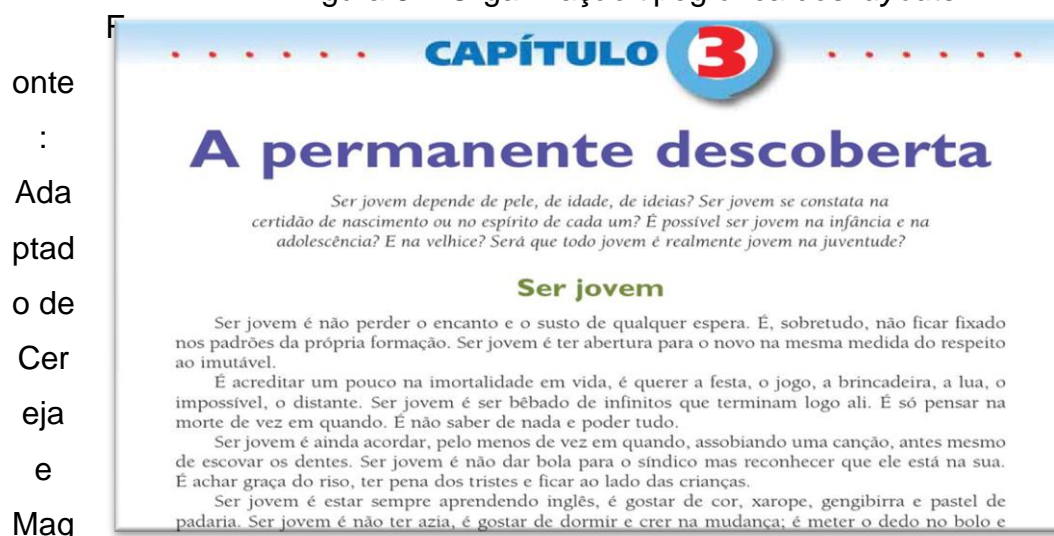 F
onte
:
Ada
ptad
o de
Cer
eja
e
Mag
CAPÍTULO 3
A permanente descoberta
Ser jovem depende de pele, de idade, de ideias? Ser jovem se constata na
certidão de nascimento ou no espírito de cada um? É possível ser jovem na infância e na
adolescência? E na velhice? Será que todo jovem é realmente jovem na juventude?
Ser jovem
Ser jovem é não perder o encanto e o susto de qualquer espera. É, sobretudo, não ficar fixado
nos padrões da própria formação. Ser jovem é ter abertura para o novo na mesma medida do respeito
ao imutável.
É acreditar um pouco na imortalidade em vida, é querer a festa, o jogo, a brincadeira, a lua, o
impossível, o distante. Ser jovem é ser bêbado de infinitos que terminam logo ali. É só pensar na
morte de vez em quando. É não saber de nada e poder tudo.
Ser jovem é ainda acordar, pelo menos de vez em quando, assobiando uma canção, antes mesmo
de escovar os dentes. Ser jovem é não dar bola para o síndico mas reconhecer que ele está na sua.
É achar graça do riso, ter pena dos tristes e ficar ao lado das crianças.
Ser jovem é estar sempre aprendendo inglês, é gostar de cor, xarope, gengibirra e pastel de
padaria. Ser jovem é não ter azia, é gostar de dormir e crer na mudança; é meter o dedo no bolo e